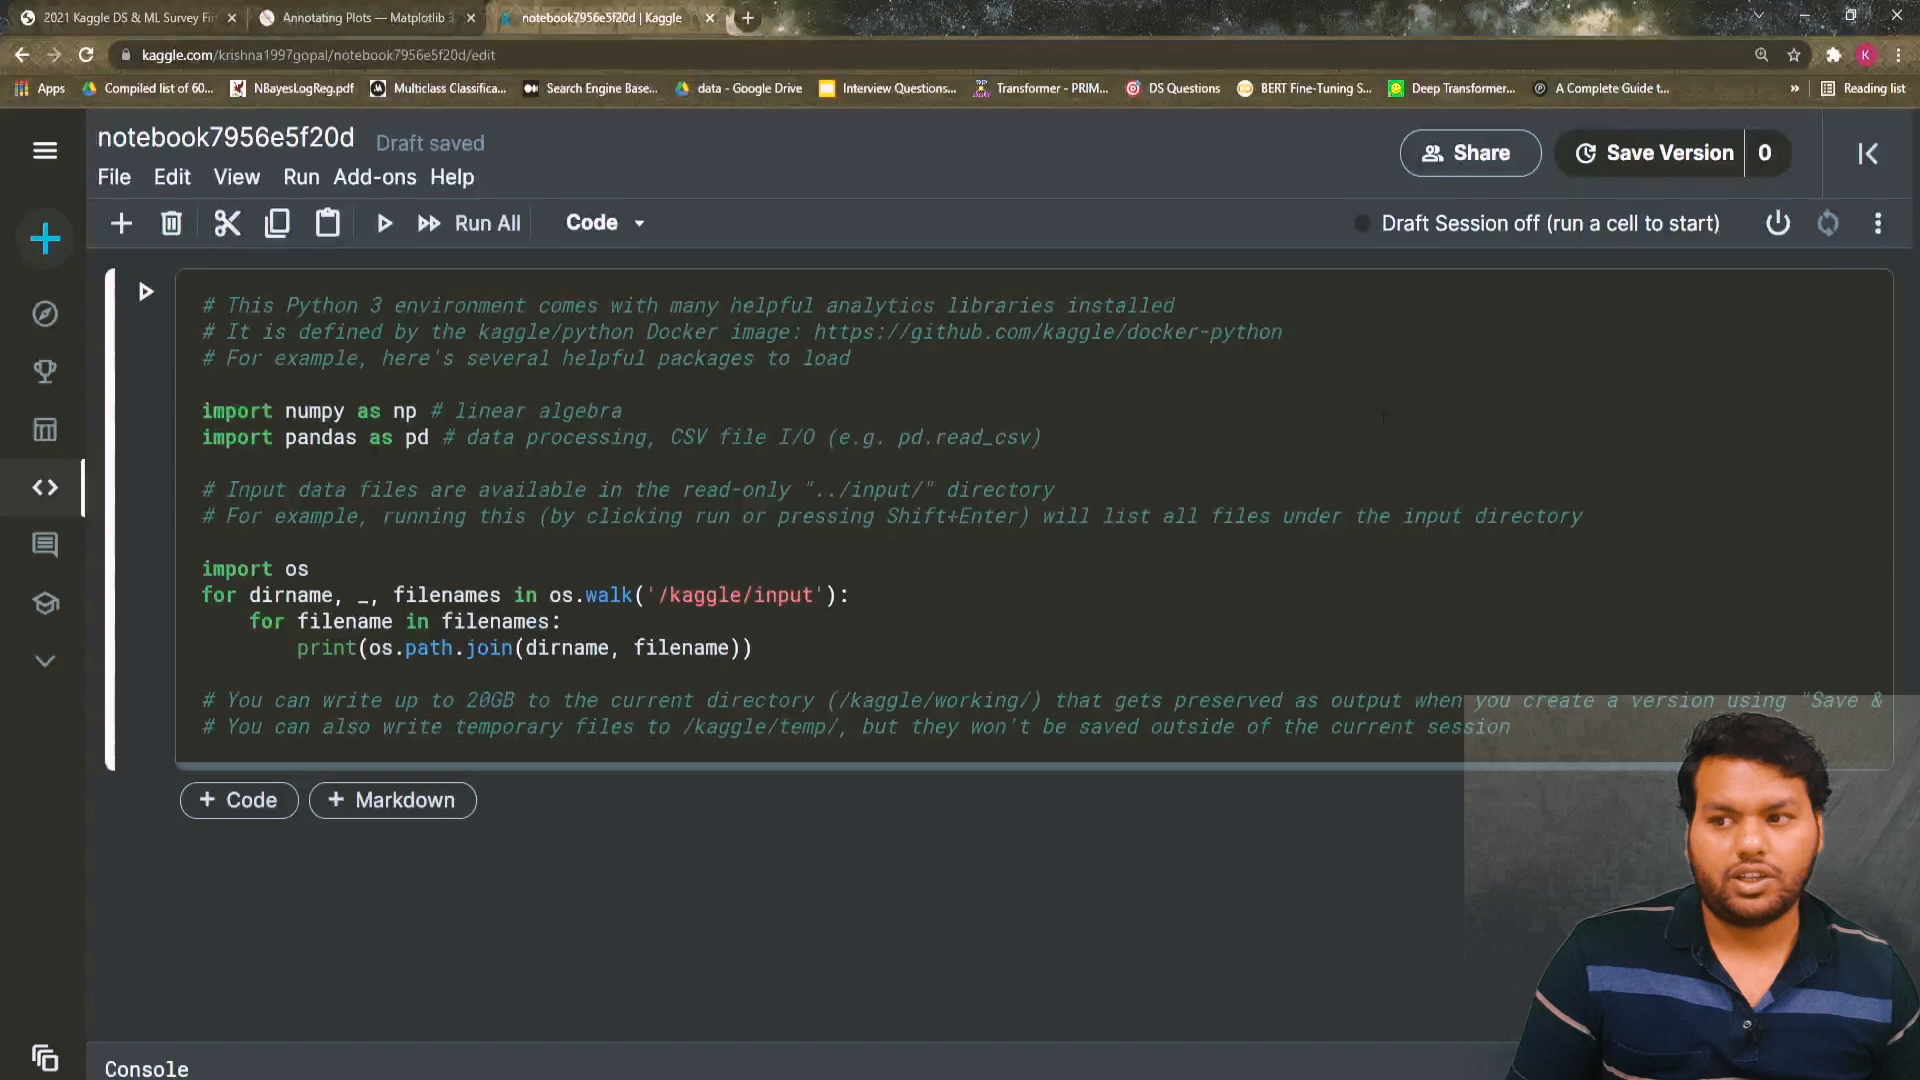 2021 Kaggle DS & ML Survey Fi
Annotating Plots — Matplotlib 3
notebook7956e5f20d | Kaggle
kaggle.com/krishna1997gopal/notebook7956e5f20d/edit
K
Apps
Compiled list of 60...
NBayesLogReg.pdf
Multiclass Classifica...
Search Engine Base...
data - Google Drive
Interview Questions...
Transformer - PRIM...
DS Questions
BERT Fine-Tuning S...
Deep Transformer...
A Complete Guide t...
»
Reading list
notebook7956e5f20d Draft saved
Share
Save Version 0
File Edit View Run Add-ons Help
Run All
Code
Draft Session off (run a cell to start)
# This Python 3 environment comes with many helpful analytics libraries installed
# It is defined by the kaggle/python Docker image: https://github.com/kaggle/docker-python
# For example, here's several helpful packages to load
import numpy as np # linear algebra
import pandas as pd # data processing, CSV file I/O (e.g. pd.read_csv)
# Input data files are available in the read-only "../input/" directory
# For example, running this (by clicking run or pressing Shift+Enter) will list all files under the input directory
import os
for dirname, _, filenames in os.walk('/kaggle/input'):
for filename in filenames:
print(os.path.join(dirname, filename))
# You can write up to 20GB to the current directory (/kaggle/working/) that gets preserved as output when you create a version using "Save &
# You can also write temporary files to /kaggle/temp/, but they won't be saved outside of the current session
+ Code
+ Markdown
Console